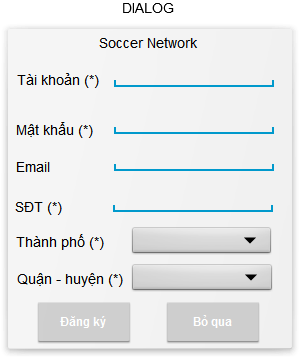 DIALOG
Soccer Network
Tài khoản (*)
Mật khẩu (*)
Email
SĐT (*)
Thành phố (*)
Quận - huyện (*)
Đăng ký
Bỏ qua